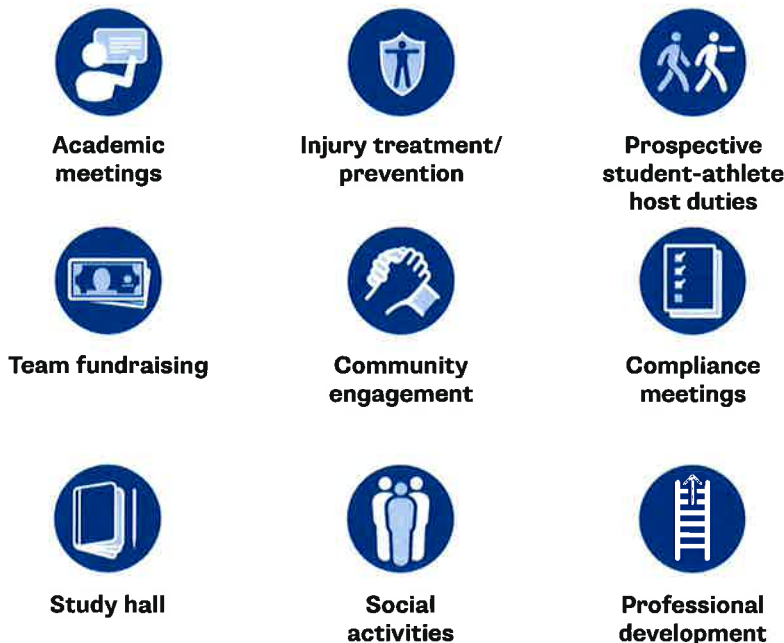 Academic
meetings
Injury treatment/
prevention
Prospective
student-athlete
host duties
Team fundraising
Community
engagement
Compliance
meetings
Study hall
Social
activities
Professional
development